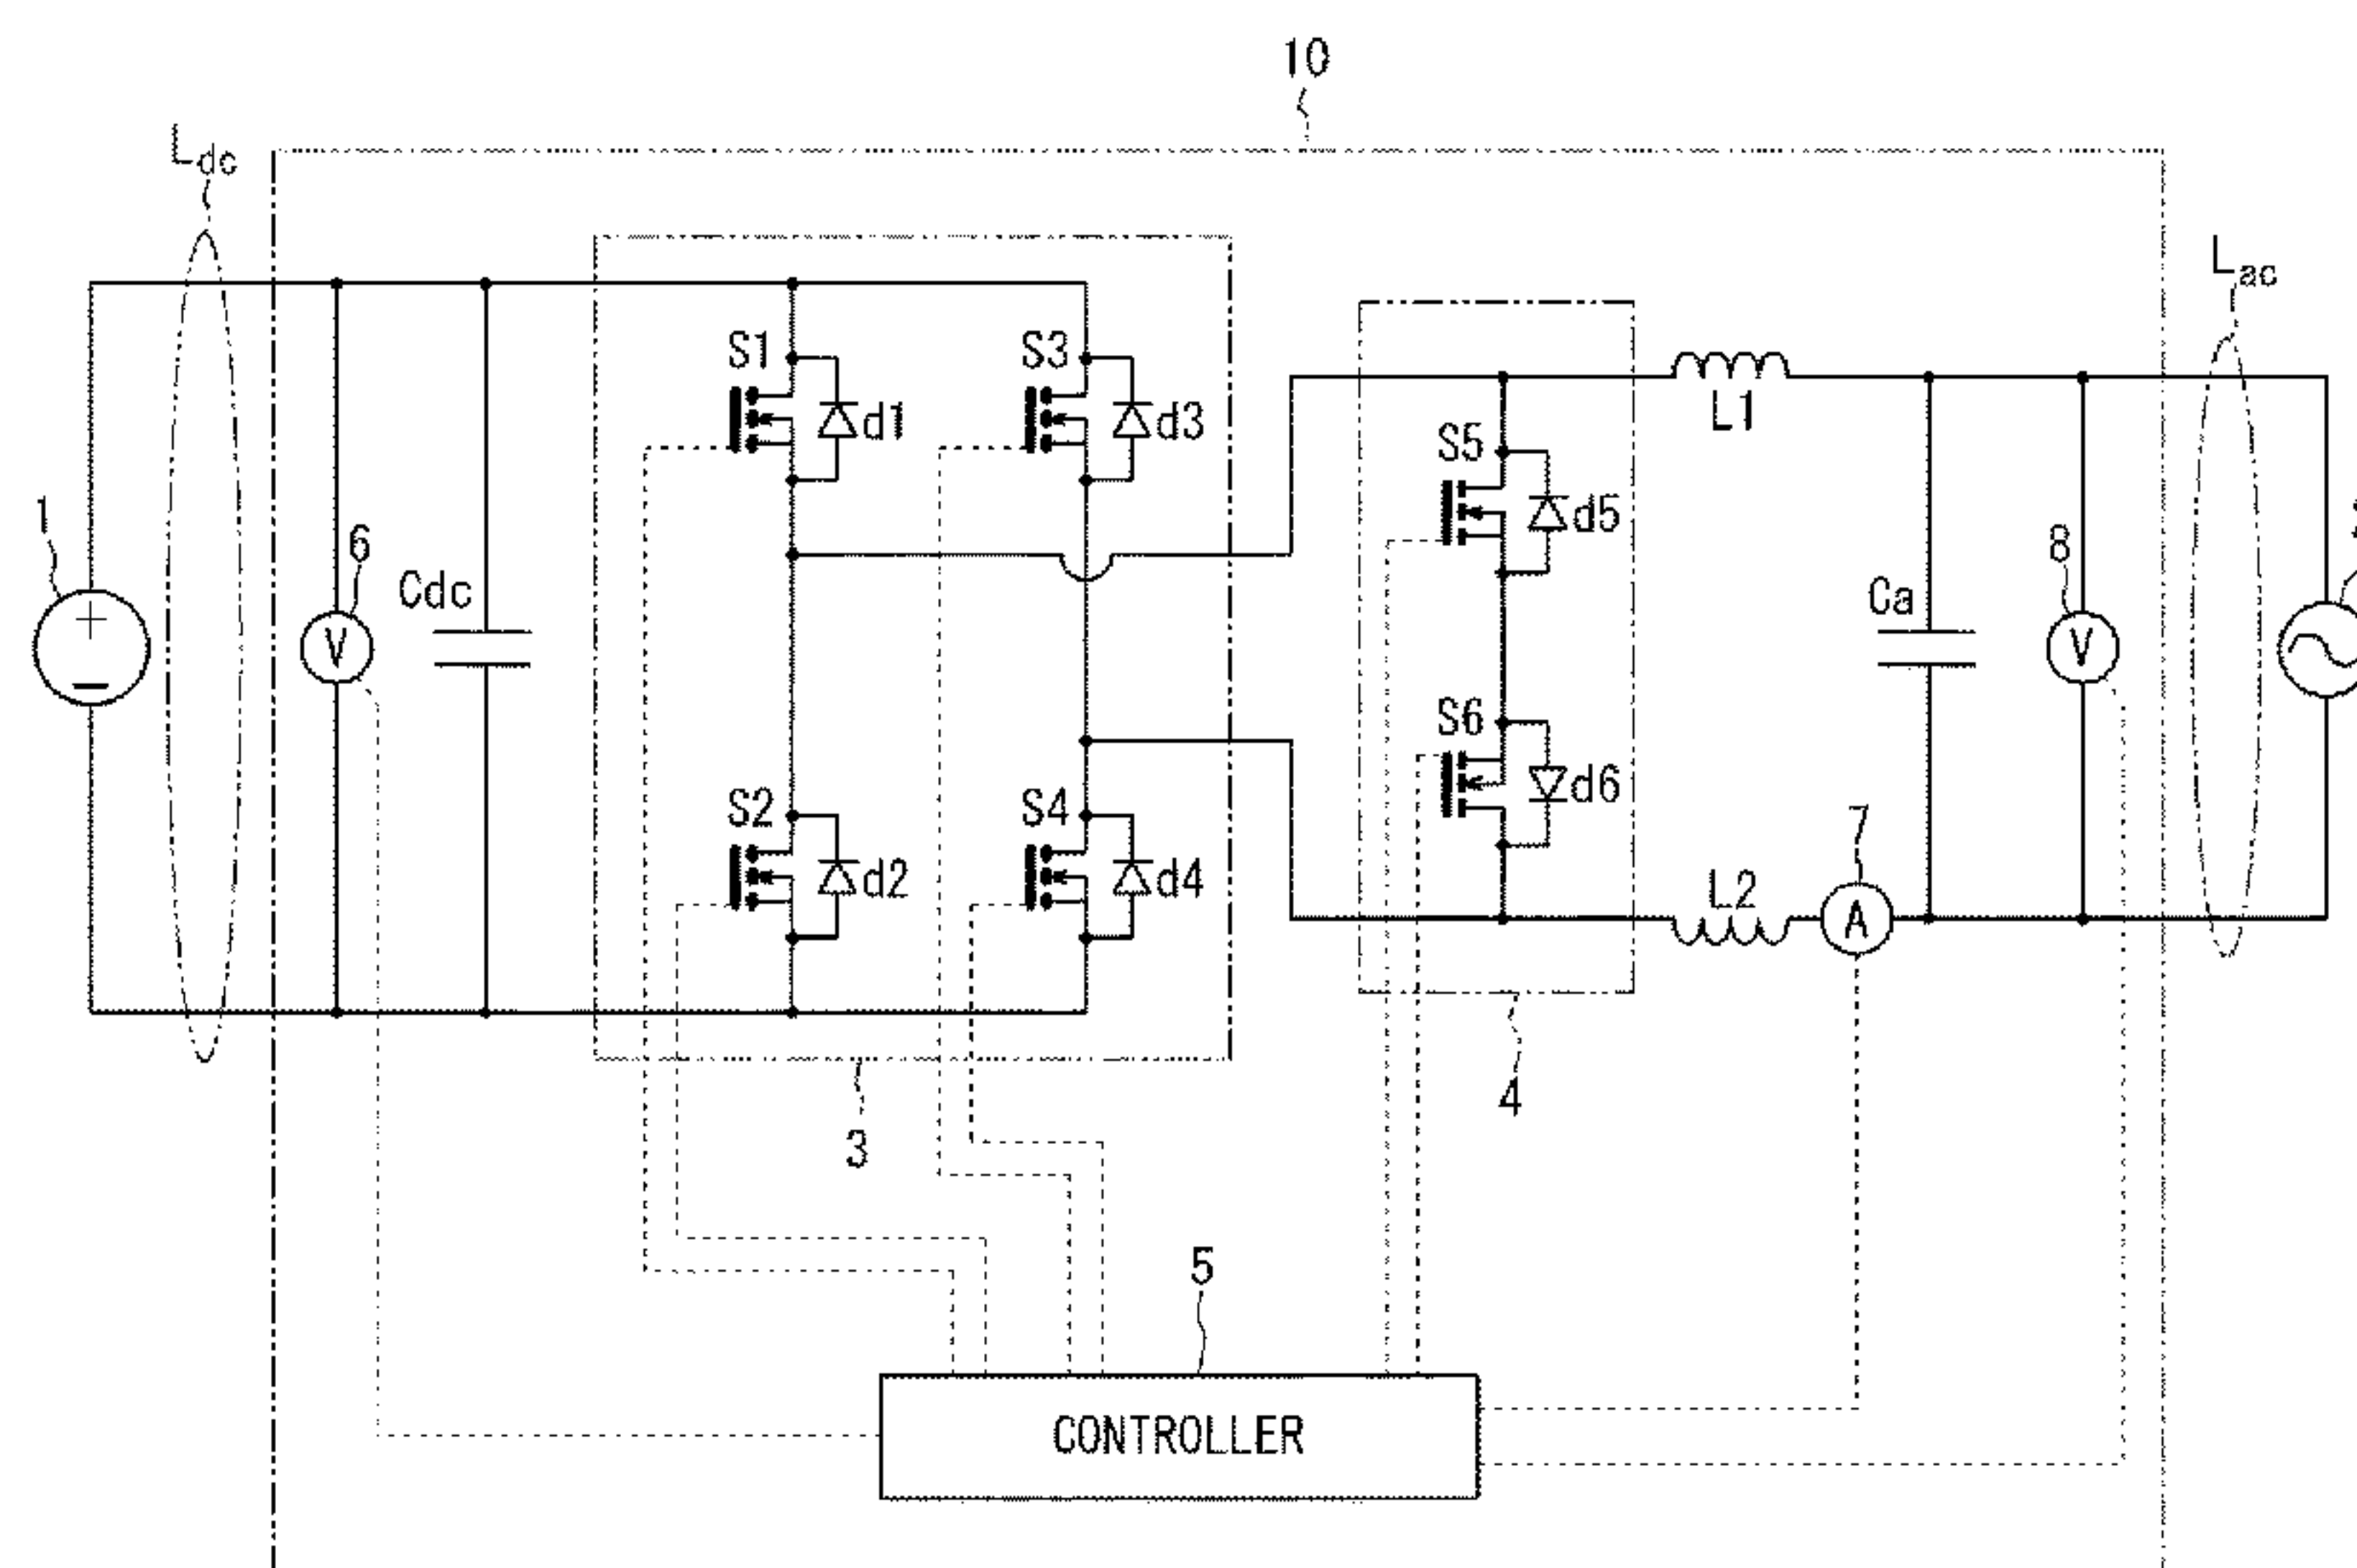 10
Ldc
Lac
S1
S3
d1
d3
L1
S5
1
6
d5
8
Cdc
Ca
V
V
S6
S2
S4
d6
7
d2
d4
L2
A
4
3
5
CONTROLLER